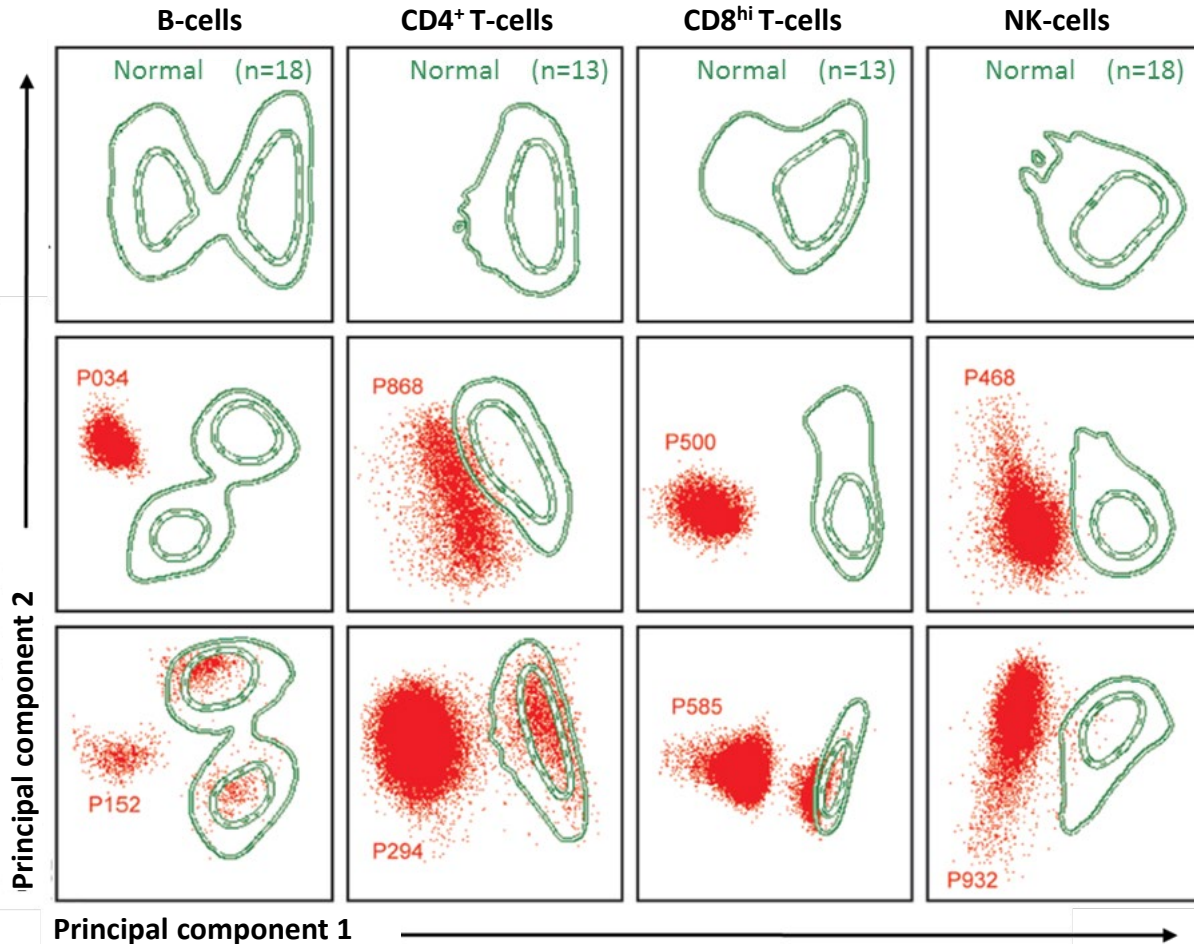 B-cells
CD4⁺ T-cells
CD8ʰⁱ T-cells
NK-cells
Normal (n=18)
Normal (n=13)
Normal (n=13)
Normal (n=18)
P034
P868
P500
P468
P152
P294
P585
P932
Principal component 2
Principal component 1